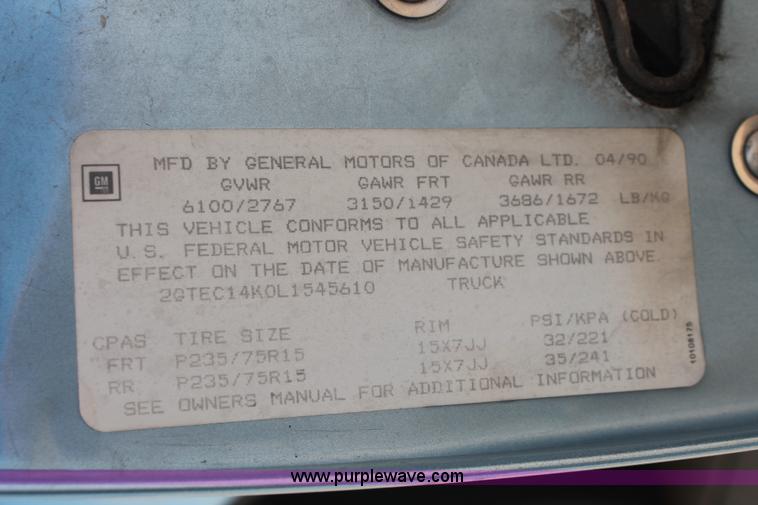 MFD BY GENERAL MOTORS OF CANADA LTD. 04/90
GM
GVWR GAWR FRT GAWR RR
6100/2767 3150/1429 3686/1672 LB/KG
THIS VEHICLE CONFORMS TO ALL APPLICABLE
U.S. FEDERAL MOTOR VEHICLE SAFETY STANDARDS IN
EFFECT ON THE DATE OF MANUFACTURE SHOWN ABOVE.
2GTEC14K0L1545610 TRUCK
CPAS TIRE SIZE RIM PSI/KPA (COLD)
FRT P235/75R15 15X7JJ 32/221
RR P235/75R15 15X7JJ 35/241
SEE OWNERS MANUAL FOR ADDITIONAL INFORMATION
10108175
www.purplewave.com